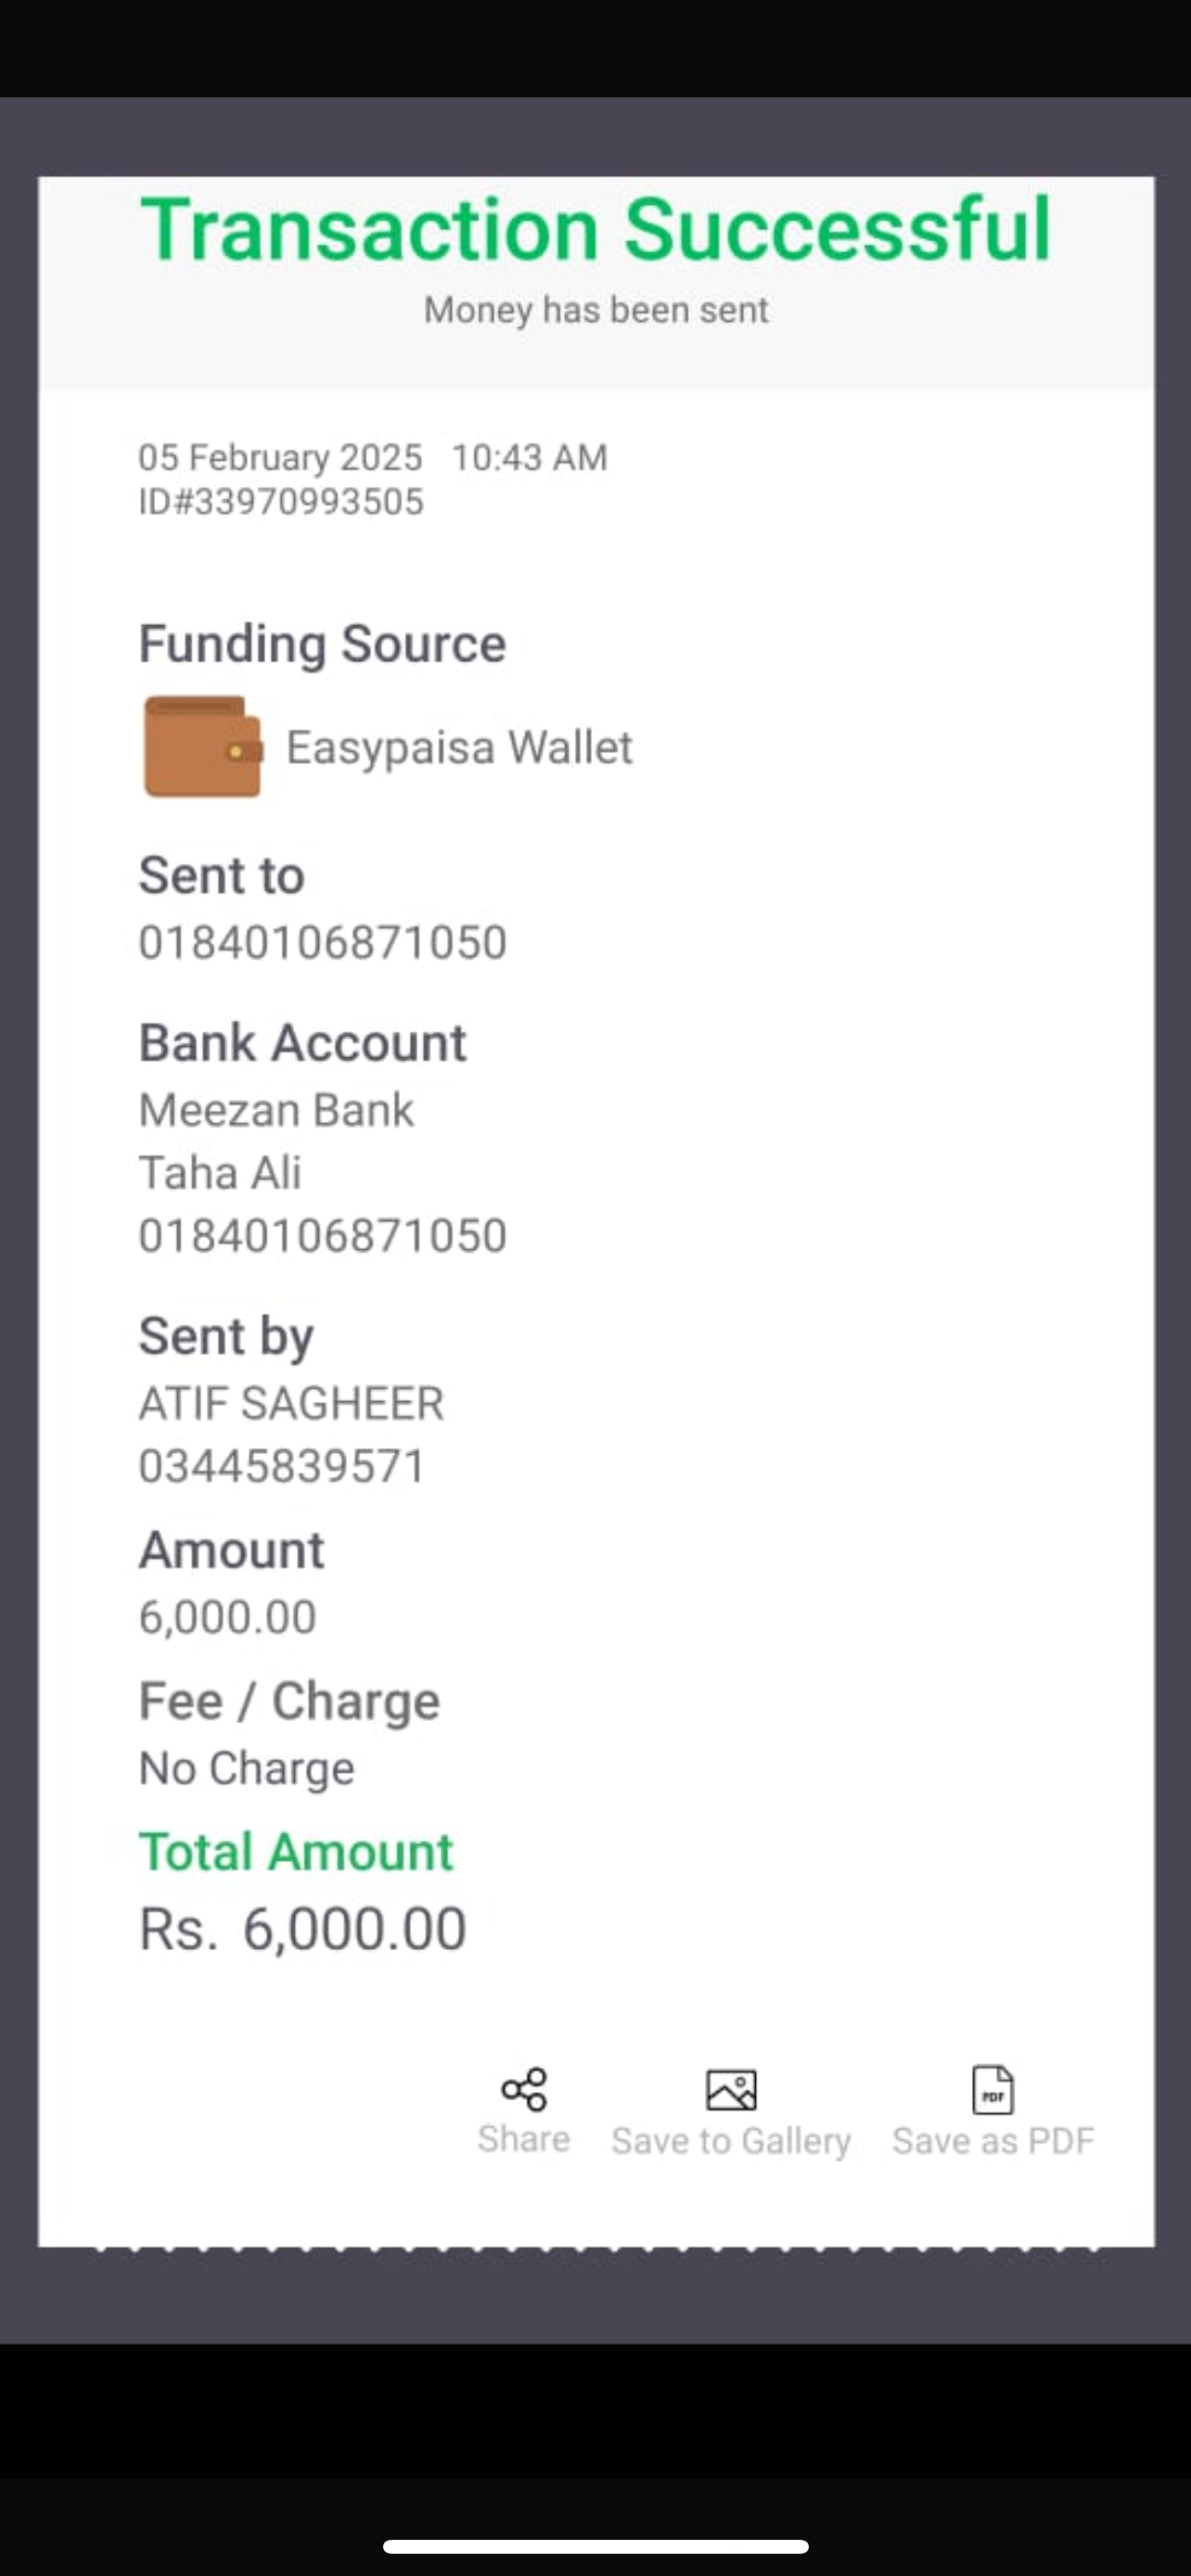 Transaction Successful
Money has been sent
05 February 2025 10:43 AM
ID#33970993505
Funding Source
Easypaisa Wallet
Sent to
01840106871050
Bank Account
Meezan Bank
Taha Ali
01840106871050
Sent by
ATIF SAGHEER
03445839571
Amount
6,000.00
Fee / Charge
No Charge
Total Amount
Rs. 6,000.00
PDF
Share Save to Gallery Save as PDF